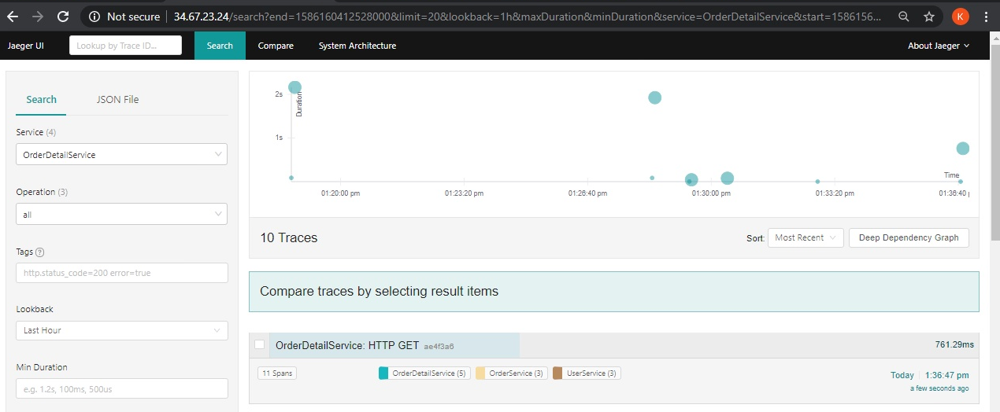 Not secure 34.67.23.24/search?end=1586160412528000&limit=20&lookback=1h&maxDuration&minDuration&service=OrderDetailService&start=1586156... K
Jaeger UI Lookup by Trace ID... Search Compare System Architecture About Jaeger
Search JSON File
Service (4)
OrderDetailService
Operation (3)
all
Tags ?
http.status_code=200 error=true
Lookback
Last Hour
Min Duration
e.g. 1.2s, 100ms, 500us
2s
1s
Duration
Time
01:20:00 pm 01:23:20 pm 01:26:40 pm 01:30:00 pm 01:33:20 pm 01:36:40
10 Traces Sort: Most Recent Deep Dependency Graph
Compare traces by selecting result items
OrderDetailService: HTTP GET ae4f3a6 761.29ms
11 Spans OrderDetailService (5) OrderService (3) UserService (3) Today 1:36:47 pm
a few seconds ago